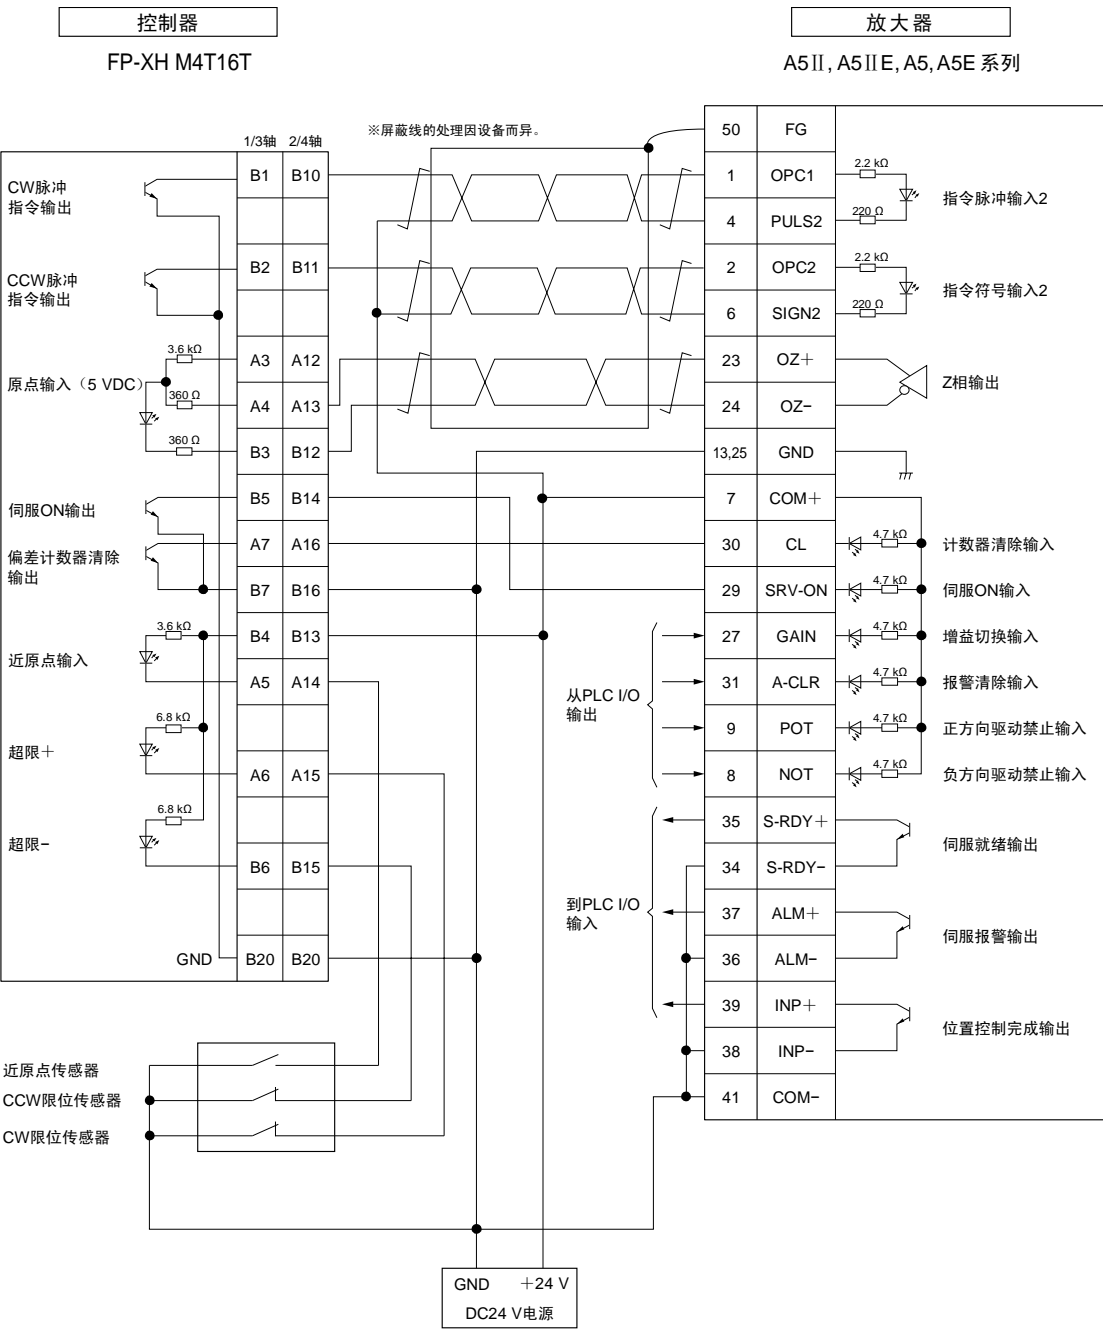 控制器
放大器
FP-XH M4T16T
A5Ⅱ, A5ⅡE, A5, A5E 系列
※屏蔽线的处理因设备而异。
1/3轴 2/4轴
CW脉冲
指令输出
CCW脉冲
指令输出
原点输入（5 VDC）
3.6 kΩ
360 Ω
360 Ω
伺服ON输出
偏差计数器清除
输出
近原点输入
3.6 kΩ
超限＋
6.8 kΩ
超限−
6.8 kΩ
GND
B1 B10
B2 B11
A3 A12
A4 A13
B3 B12
B5 B14
A7 A16
B7 B16
B4 B13
A5 A14
A6 A15
B6 B15
B20 B20
从PLC I/O
输出
到PLC I/O
输入
50 FG
1 OPC1 2.2 kΩ
指令脉冲输入2
4 PULS2 220 Ω
2 OPC2 2.2 kΩ
指令符号输入2
6 SIGN2 220 Ω
23 OZ＋
Z相输出
24 OZ−
13,25 GND
7 COM＋
30 CL 4.7 kΩ 计数器清除输入
29 SRV-ON 4.7 kΩ 伺服ON输入
27 GAIN 4.7 kΩ 增益切换输入
31 A-CLR 4.7 kΩ 报警清除输入
9 POT 4.7 kΩ 正方向驱动禁止输入
8 NOT 4.7 kΩ 负方向驱动禁止输入
35 S-RDY＋
伺服就绪输出
34 S-RDY−
37 ALM＋
伺服报警输出
36 ALM−
39 INP＋
位置控制完成输出
38 INP−
41 COM−
近原点传感器
CCW限位传感器
CW限位传感器
GND ＋24 V
DC24 V电源